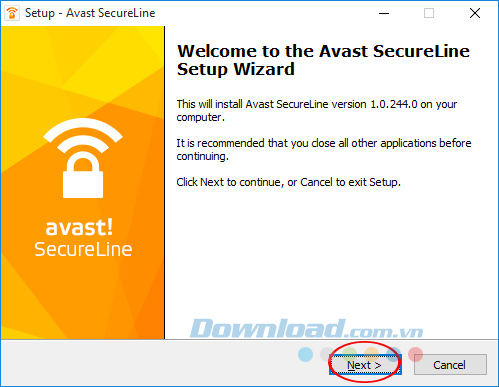 Setup - Avast SecureLine
Welcome to the Avast SecureLine
Setup Wizard
This will install Avast SecureLine version 1.0.244.0 on your
computer.
It is recommended that you close all other applications before
continuing.
Click Next to continue, or Cancel to exit Setup.
avast!
SecureLine
Download.com.vn
Next >
Cancel